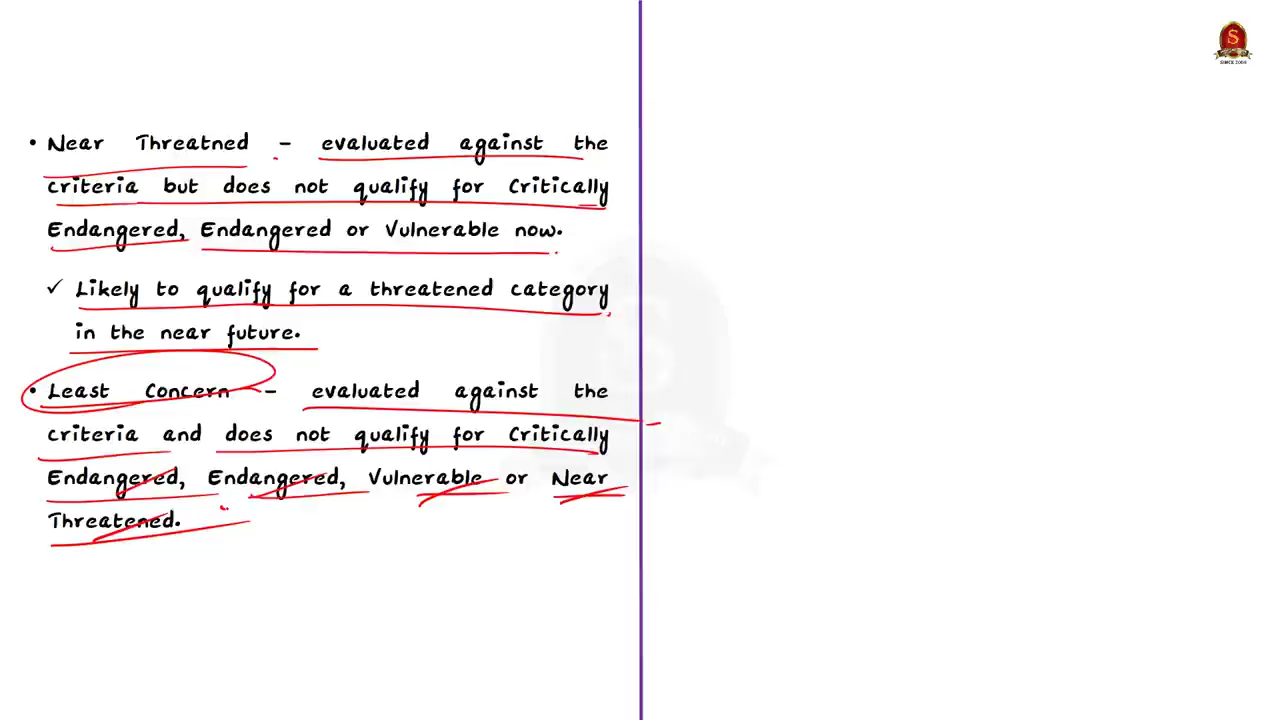 • Near Threatned - evaluated against the
criteria but does not qualify for Critically
Endangered, Endangered or Vulnerable now.
✓ Likely to qualify for a threatened category
in the near future.
• Least Concern - evaluated against the
criteria and does not qualify for Critically
Endangered, Endangered, Vulnerable or Near
Threatened.
S
SINCE 2004